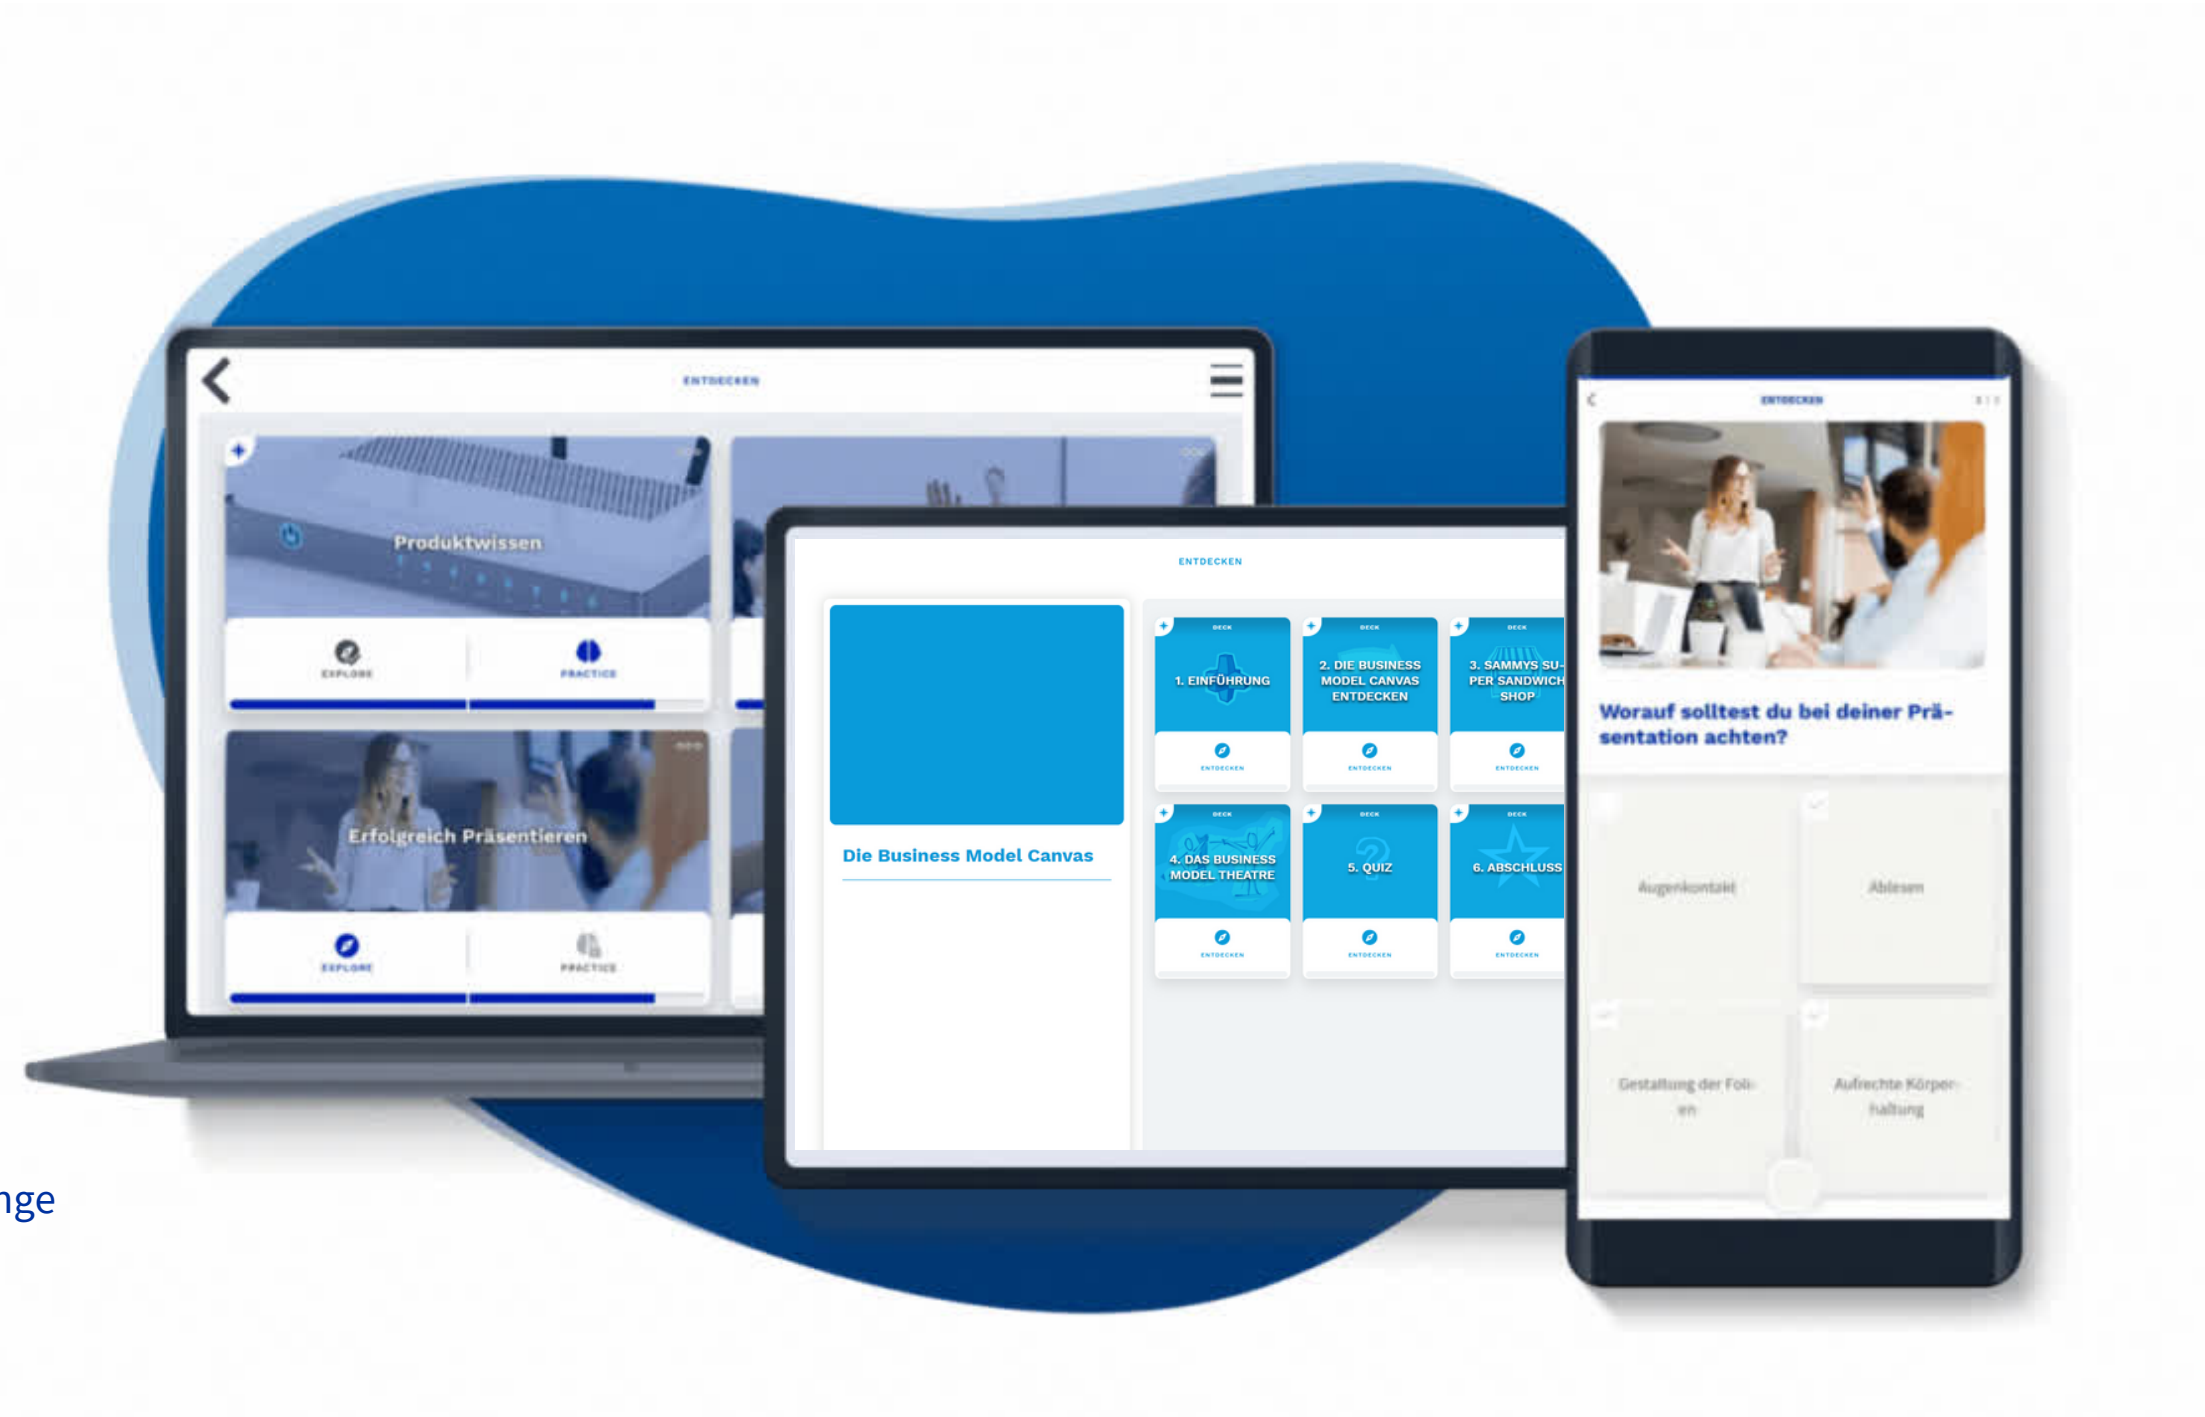 ENTDECKEN
Produktwissen
EXPLORE
PRACTICE
Erfolgreich Präsentieren
EXPLORE
PRACTICE
ENTDECKEN
Die Business Model Canvas
DECK
1. EINFÜHRUNG
ENTDECKEN
DECK
2. DIE BUSINESS
MODEL CANVAS
ENTDECKEN
ENTDECKEN
DECK
3. SAMMYS SU-
PER SANDWICH
SHOP
ENTDECKEN
DECK
4. DAS BUSINESS
MODEL THEATRE
ENTDECKEN
DECK
5. QUIZ
ENTDECKEN
DECK
6. ABSCHLUSS
ENTDECKEN
ENTDECKEN
Worauf solltest du bei deiner Prä-
sentation achten?
Augenkontakt
Ablesen
Gestaltung der Foli-
en
Aufrechte Körper-
haltung
nge